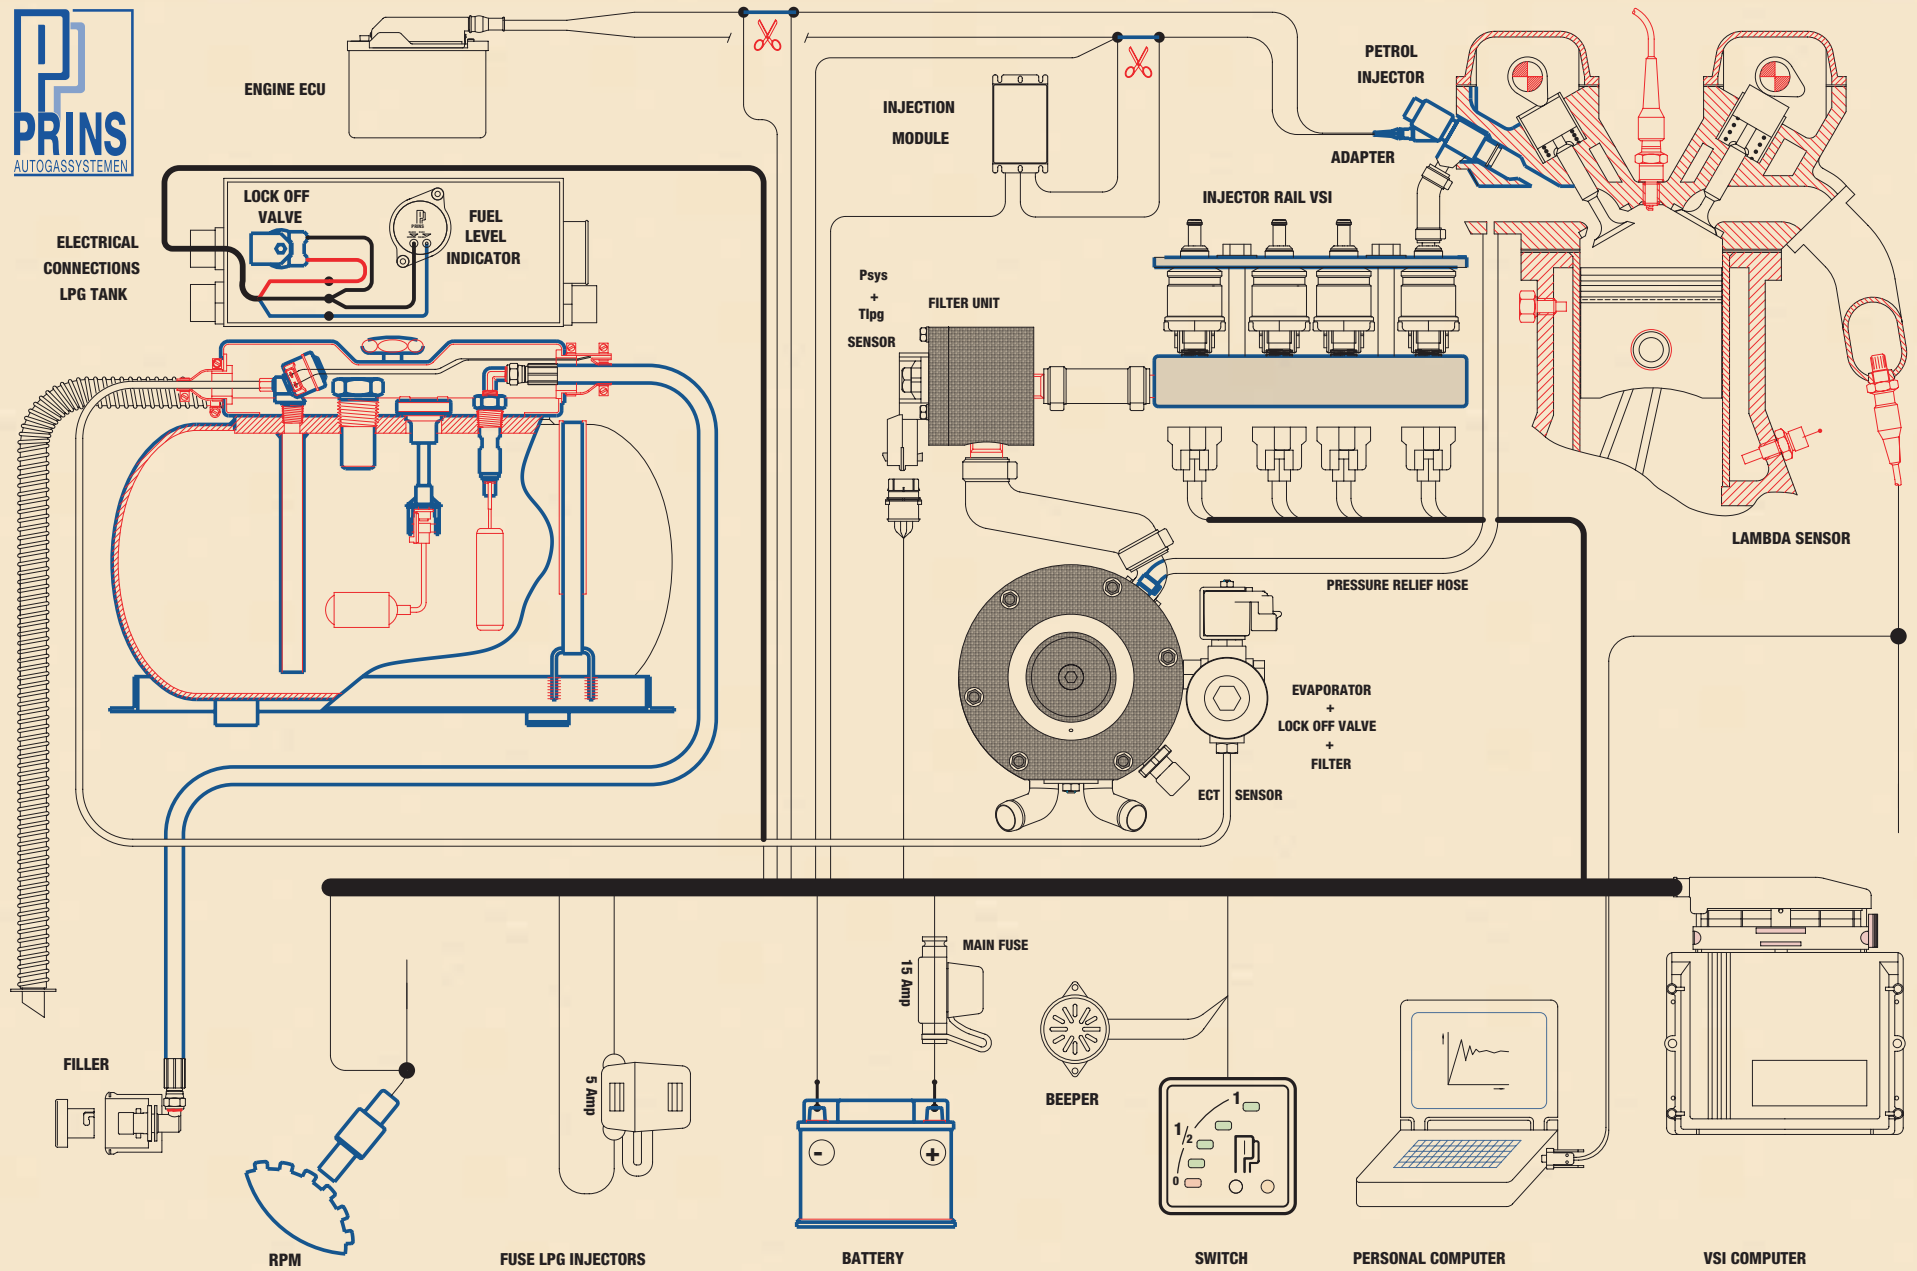 PRINS
AUTOGASSYSTEMEN
ENGINE ECU
INJECTION
MODULE
PETROL
INJECTOR
ADAPTER
LOCK OFF
VALVE
FUEL
LEVEL
INDICATOR
PRINS
ELECTRICAL
CONNECTIONS
LPG TANK
INJECTOR RAIL VSI
Psys
+
Tlpg
SENSOR
FILTER UNIT
LAMBDA SENSOR
PRESSURE RELIEF HOSE
EVAPORATOR
+
LOCK OFF VALVE
+
FILTER
ECT SENSOR
MAIN FUSE
15 Amp
FILLER
5 Amp
BEEPER
- +
1
1/2
0
RPM
FUSE LPG INJECTORS
BATTERY
SWITCH
PERSONAL COMPUTER
VSI COMPUTER